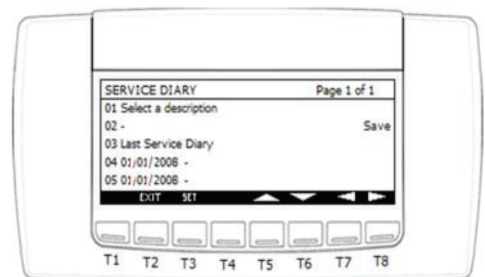 SERVICE DIARY Page 1 of 1
01 Select a description
02 - Save
03 Last Service Diary
04 01/01/2008 -
05 01/01/2008 -
EXIT SET
T1 T2 T3 T4 T5 T6 T7 T8